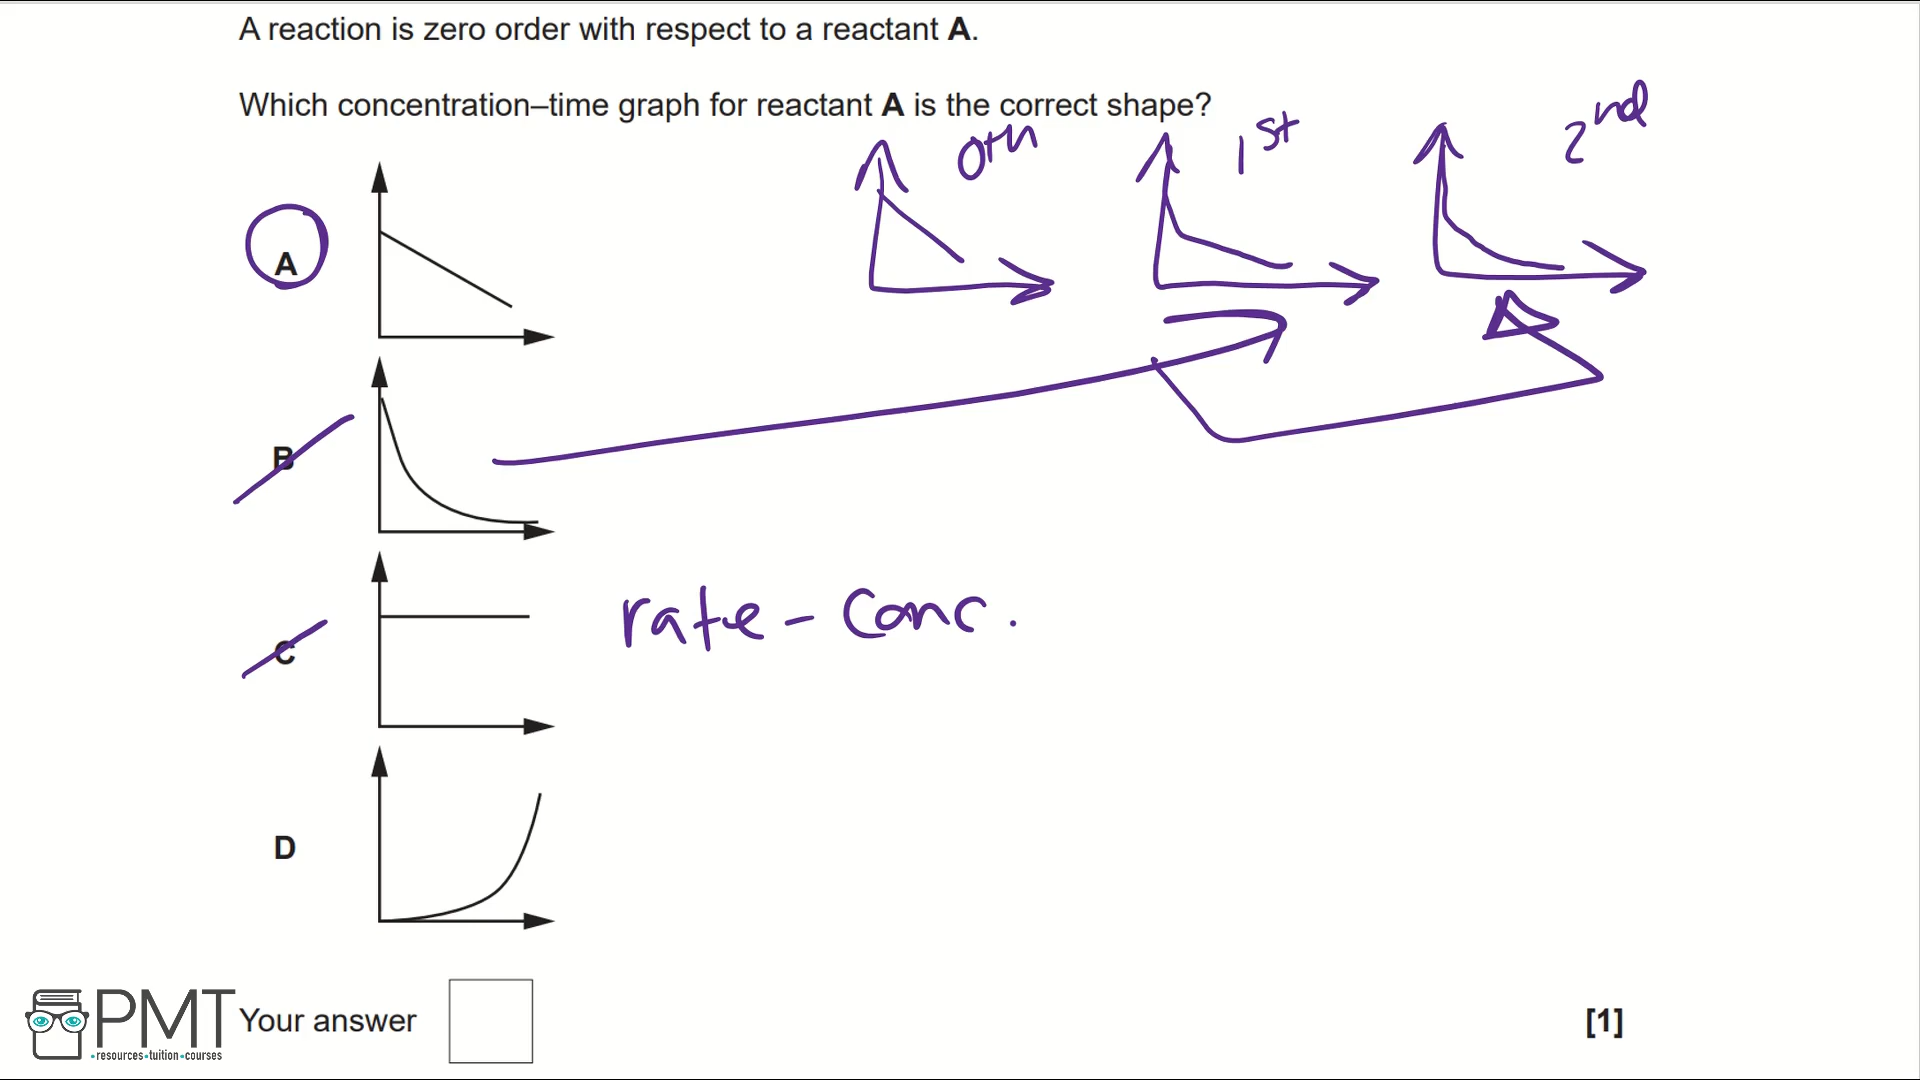 A reaction is zero order with respect to a reactant A.
Which concentration–time graph for reactant A is the correct shape?
0th 1st 2nd
A
B
C rate - conc.
D
PMT
resources•tuition•courses
Your answer [1]